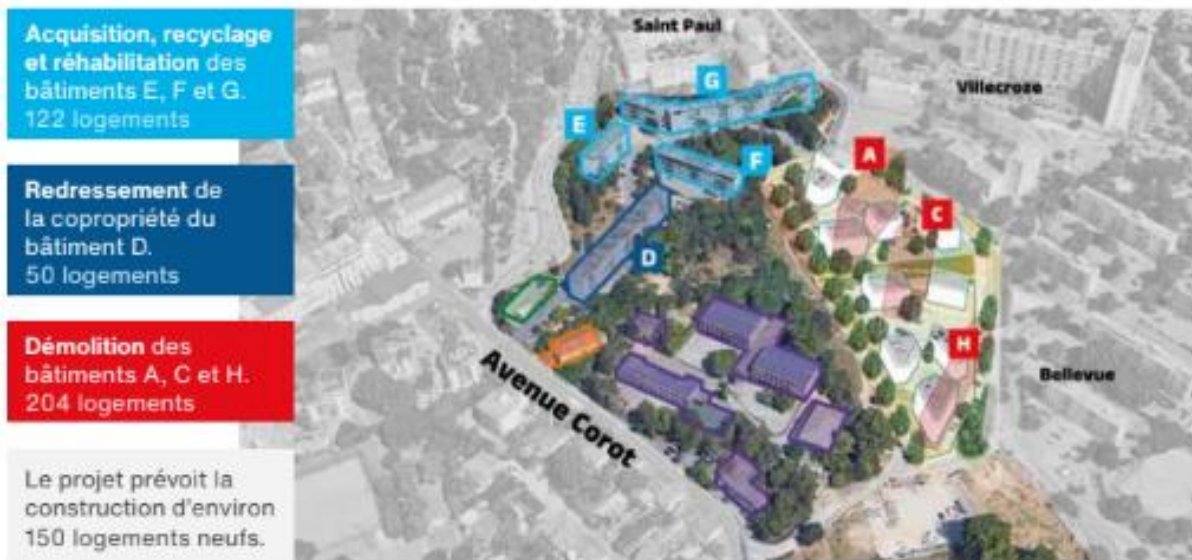 Acquisition, recyclage
et réhabilitation des
bâtiments E, F et G.
122 logements
Redressement de
la copropriété du
bâtiment D.
50 logements
Démolition des
bâtiments A, C et H.
204 logements
Le projet prévoit la
construction d'environ
150 logements neufs.
Saint Paul
Villecroze
G
E
F
A
C
D
H
Bellevue
Avenue Corot